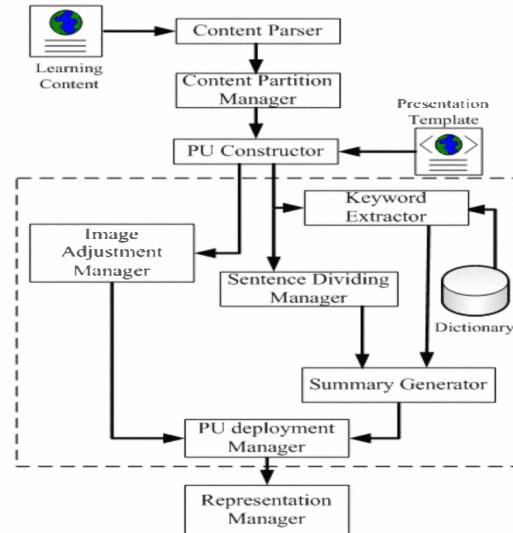 Content Parser
Learning
Content
Content Partition
Manager
Presentation
Template
PU Constructor
Keyword
Extractor
Image
Adjustment
Manager
Sentence Dividing
Manager
Dictionary
Summary Generator
PU deployment
Manager
Representation
Manager